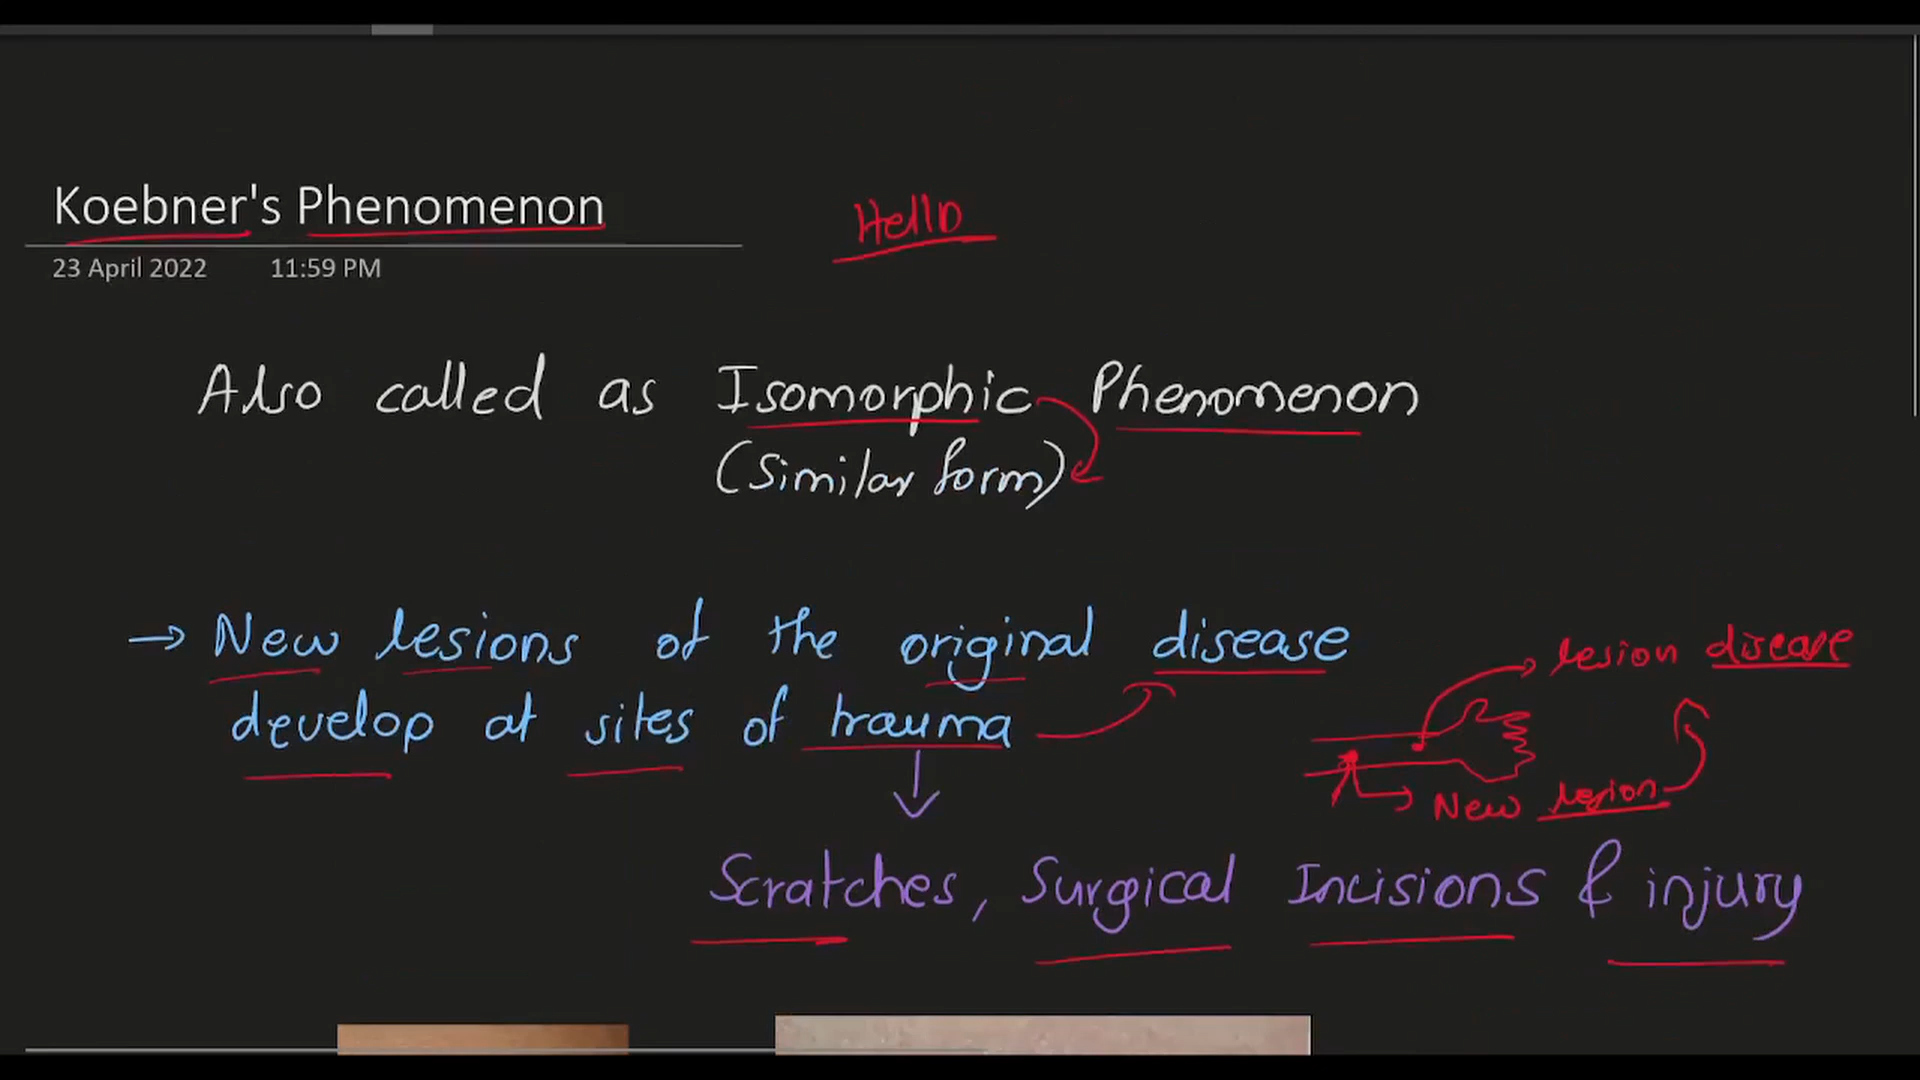 Koebner's Phenomenon
Hello
23 April 2022 11:59 PM
Also called as Isomorphic Phenomenon
(Similar form)
→ New lesions of the original disease
lesion disease
develop at sites of trauma
New lesion
Scratches, Surgical Incisions & injury